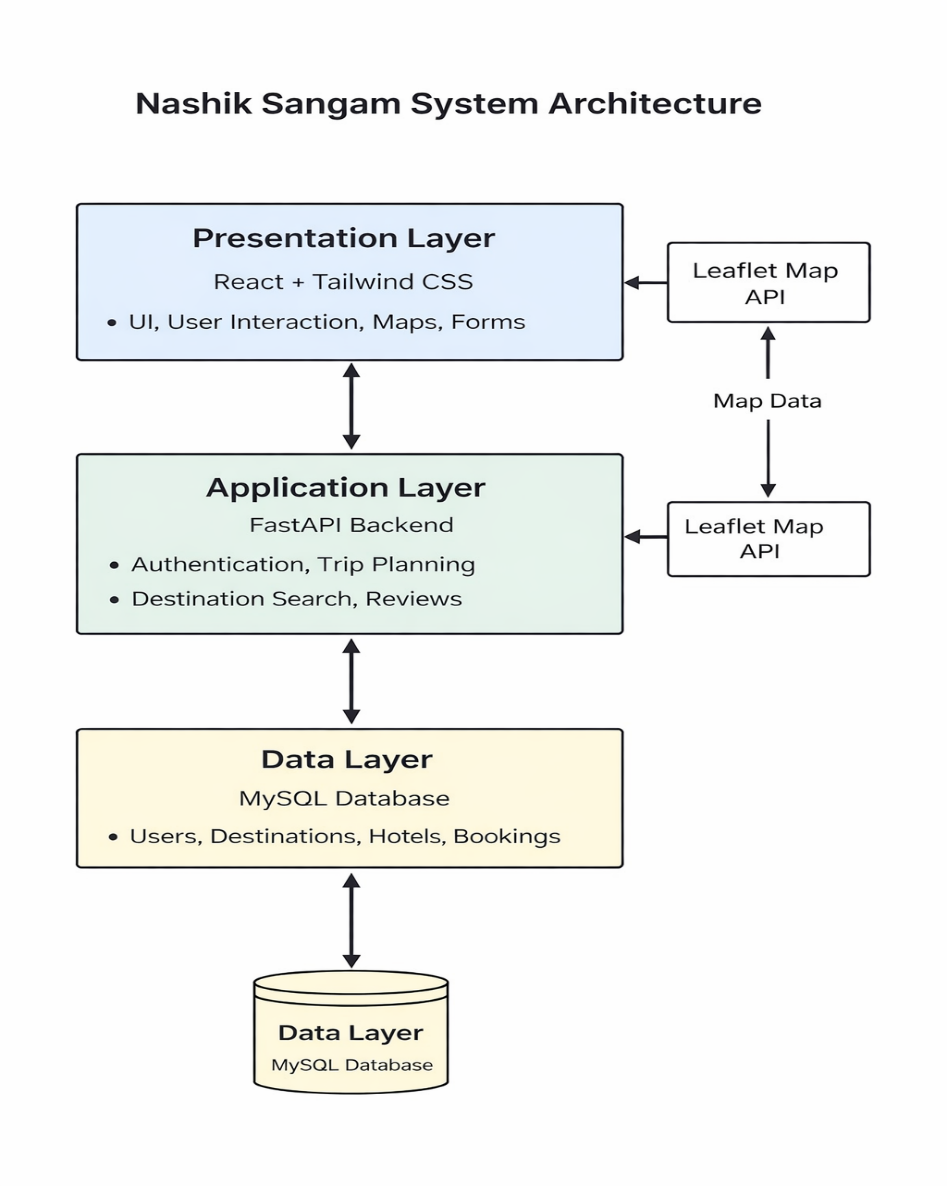 Nashik Sangam System Architecture
Presentation Layer
React + Tailwind CSS
• UI, User Interaction, Maps, Forms
Leaflet Map
API
Map Data
Application Layer
FastAPI Backend
• Authentication, Trip Planning
• Destination Search, Reviews
Leaflet Map
API
Data Layer
MySQL Database
• Users, Destinations, Hotels, Bookings
Data Layer
MySQL Database